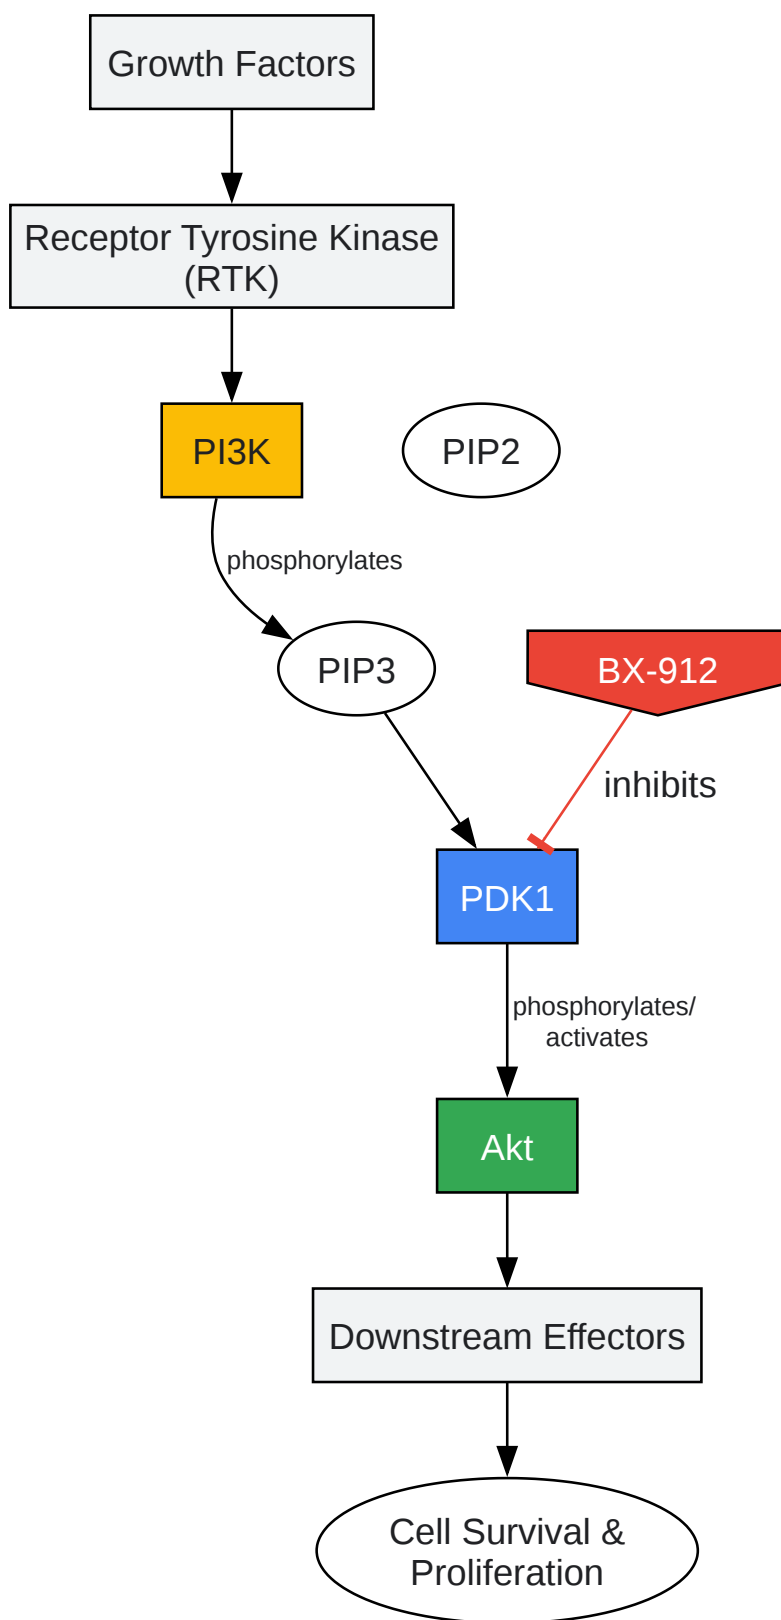 Growth Factors
Receptor Tyrosine Kinase
(RTK)
PI3K
PIP2
phosphorylates
PIP3
BX-912
inhibits
PDK1
phosphorylates/
activates
Akt
Downstream Effectors
Cell Survival &
Proliferation